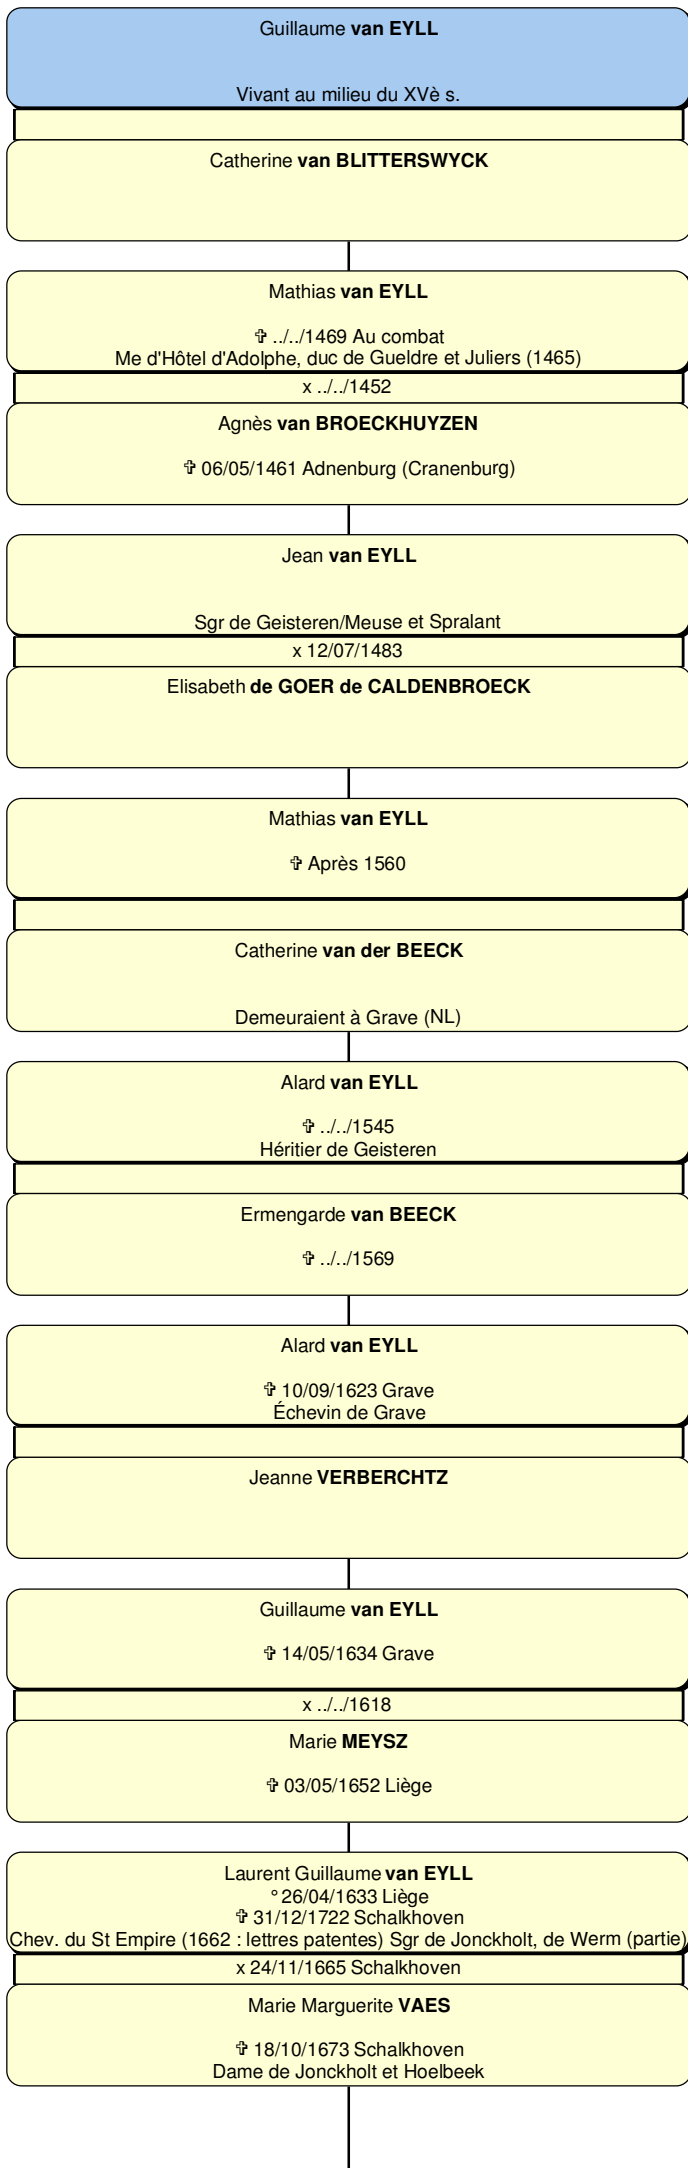 Guillaume van EYLL
Vivant au milieu du XVè s.
Catherine van BLITTERSWYCK
Mathias van EYLL
✞ ../../1469 Au combat
Me d'Hôtel d'Adolphe, duc de Gueldre et Juliers (1465)
x ../../1452
Agnès van BROECKHUYZEN
✞ 06/05/1461 Adnenburg (Cranenburg)
Jean van EYLL
Sgr de Geisteren/Meuse et Spralant
x 12/07/1483
Elisabeth de GOER de CALDENBROECK
Mathias van EYLL
✞ Après 1560
Catherine van der BEECK
Demeuraient à Grave (NL)
Alard van EYLL
✞ ../../1545
Héritier de Geisteren
Ermengarde van BEECK
✞ ../../1569
Alard van EYLL
✞ 10/09/1623 Grave
Échevin de Grave
Jeanne VERBERCHTZ
Guillaume van EYLL
✞ 14/05/1634 Grave
x ../../1618
Marie MEYSZ
✞ 03/05/1652 Liège
Laurent Guillaume van EYLL
° 26/04/1633 Liège
✞ 31/12/1722 Schalkhoven
Chev. du St Empire (1662 : lettres patentes) Sgr de Jonckholt, de Werm (partie)
x 24/11/1665 Schalkhoven
Marie Marguerite VAES
✞ 18/10/1673 Schalkhoven
Dame de Jonckholt et Hoelbeek